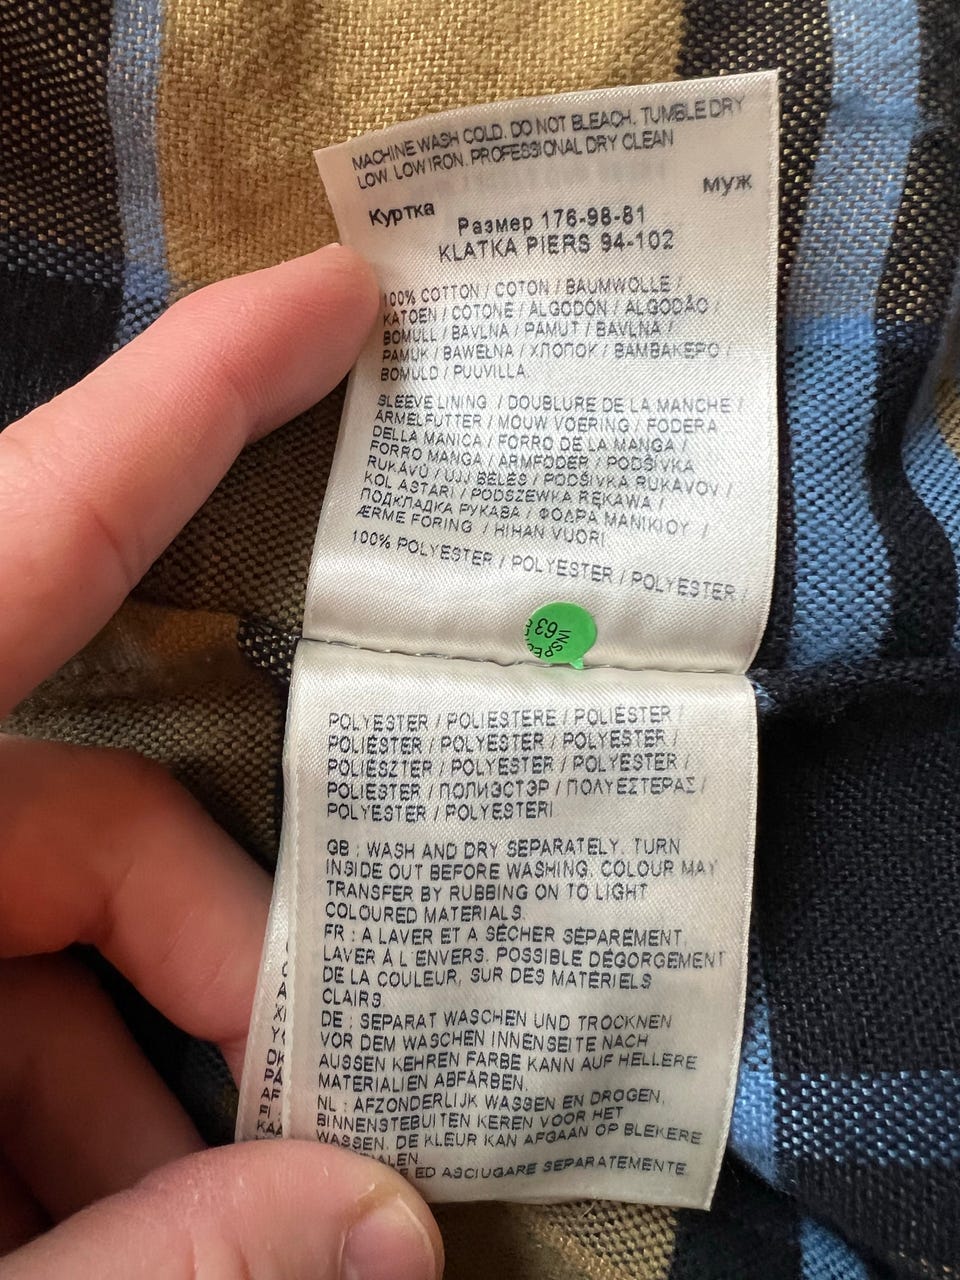 MACHINE WASH COLD. DO NOT BLEACH. TUMBLE DRY
LOW. LOW IRON. PROFESSIONAL DRY CLEAN
Куртка
муж
Размер 176-98-81
KLATKA PIERS 94-102
100% COTTON / COTON / BAUMWOLLE /
KATOEN / COTONE / ALGODÓN / ALGODÃO /
BOMULL / BAVLNA / PAMUT / BAVLNA /
PAMUK / BAWEŁNA / ХЛОПОК / ΒΑΜΒΑΚΕΡΟ /
BOMULD / PUUVILLA.
SLEEVE LINING / DOUBLURE DE LA MANCHE /
ÄRMELFUTTER / MOUW VOERING / FODERA
DELLA MANICA / FORRO DE LA MANGA /
FORRO MANGA / ARMFODER / PODŠÍVKA
RUKÁVŮ / UJJ BÉLÉS / PODŠÍVKA RUKÁVOV /
KOL ASTARI / PODSZEWKA RĘKAWA /
ПОДКЛАДКА РУКАВА / ΦΟΔΡΑ ΜΑΝΙΚΙΟΥ /
ÆRME FORING / HIHAN VUORI
100% POLYESTER / POLYESTER / POLYESTER /
INSPEC
63
POLYESTER / POLIESTERE / POLIÉSTER /
POLIÉSTER / POLYESTER / POLYESTER /
POLIÉSZTER / POLYESTER / POLYESTER /
POLIESTER / ПОЛИЭСТЭР / ΠΟΛΥΕΣΤΕΡΑΣ /
POLYESTER / POLYESTERI
GB : WASH AND DRY SEPARATELY. TURN
INSIDE OUT BEFORE WASHING. COLOUR MAY
TRANSFER BY RUBBING ON TO LIGHT
COLOURED MATERIALS.
FR : A LAVER ET A SÉCHER SÉPARÉMENT,
LAVER À L'ENVERS. POSSIBLE DÉGORGEMENT
DE LA COULEUR, SUR DES MATÉRIELS
CLAIRS.
DE : SEPARAT WASCHEN UND TROCKNEN
VOR DEM WASCHEN INNENSEITE NACH
AUSSEN KEHREN FARBE KANN AUF HELLERE
MATERIALIEN ABFÄRBEN.
NL : AFZONDERLIJK WASSEN EN DROGEN,
BINNENSTEBUITEN KEREN VOOR HET
WASSEN. DE KLEUR KAN AFGAAN OP BLEKERE
ED ASCIUGARE SEPARATEMENTE